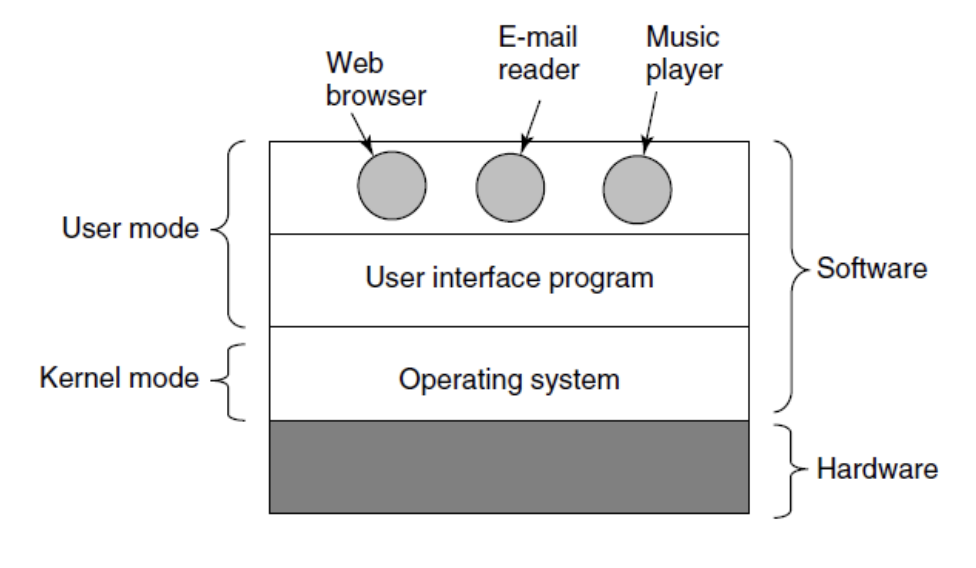 E-mail
reader
Music
player
Web
browser
User mode
User interface program
Software
Kernel mode
Operating system
Hardware